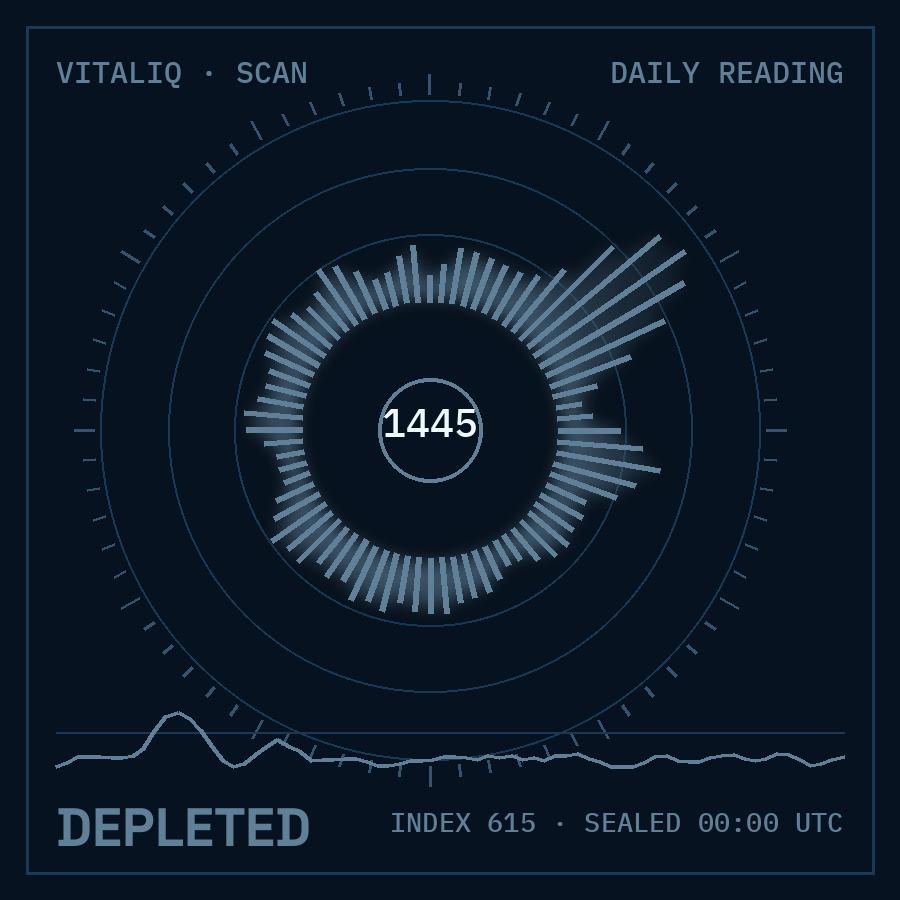 VITALIQ · SCAN
DAILY READING
1445
DEPLETED
INDEX 615 · SEALED 00:00 UTC